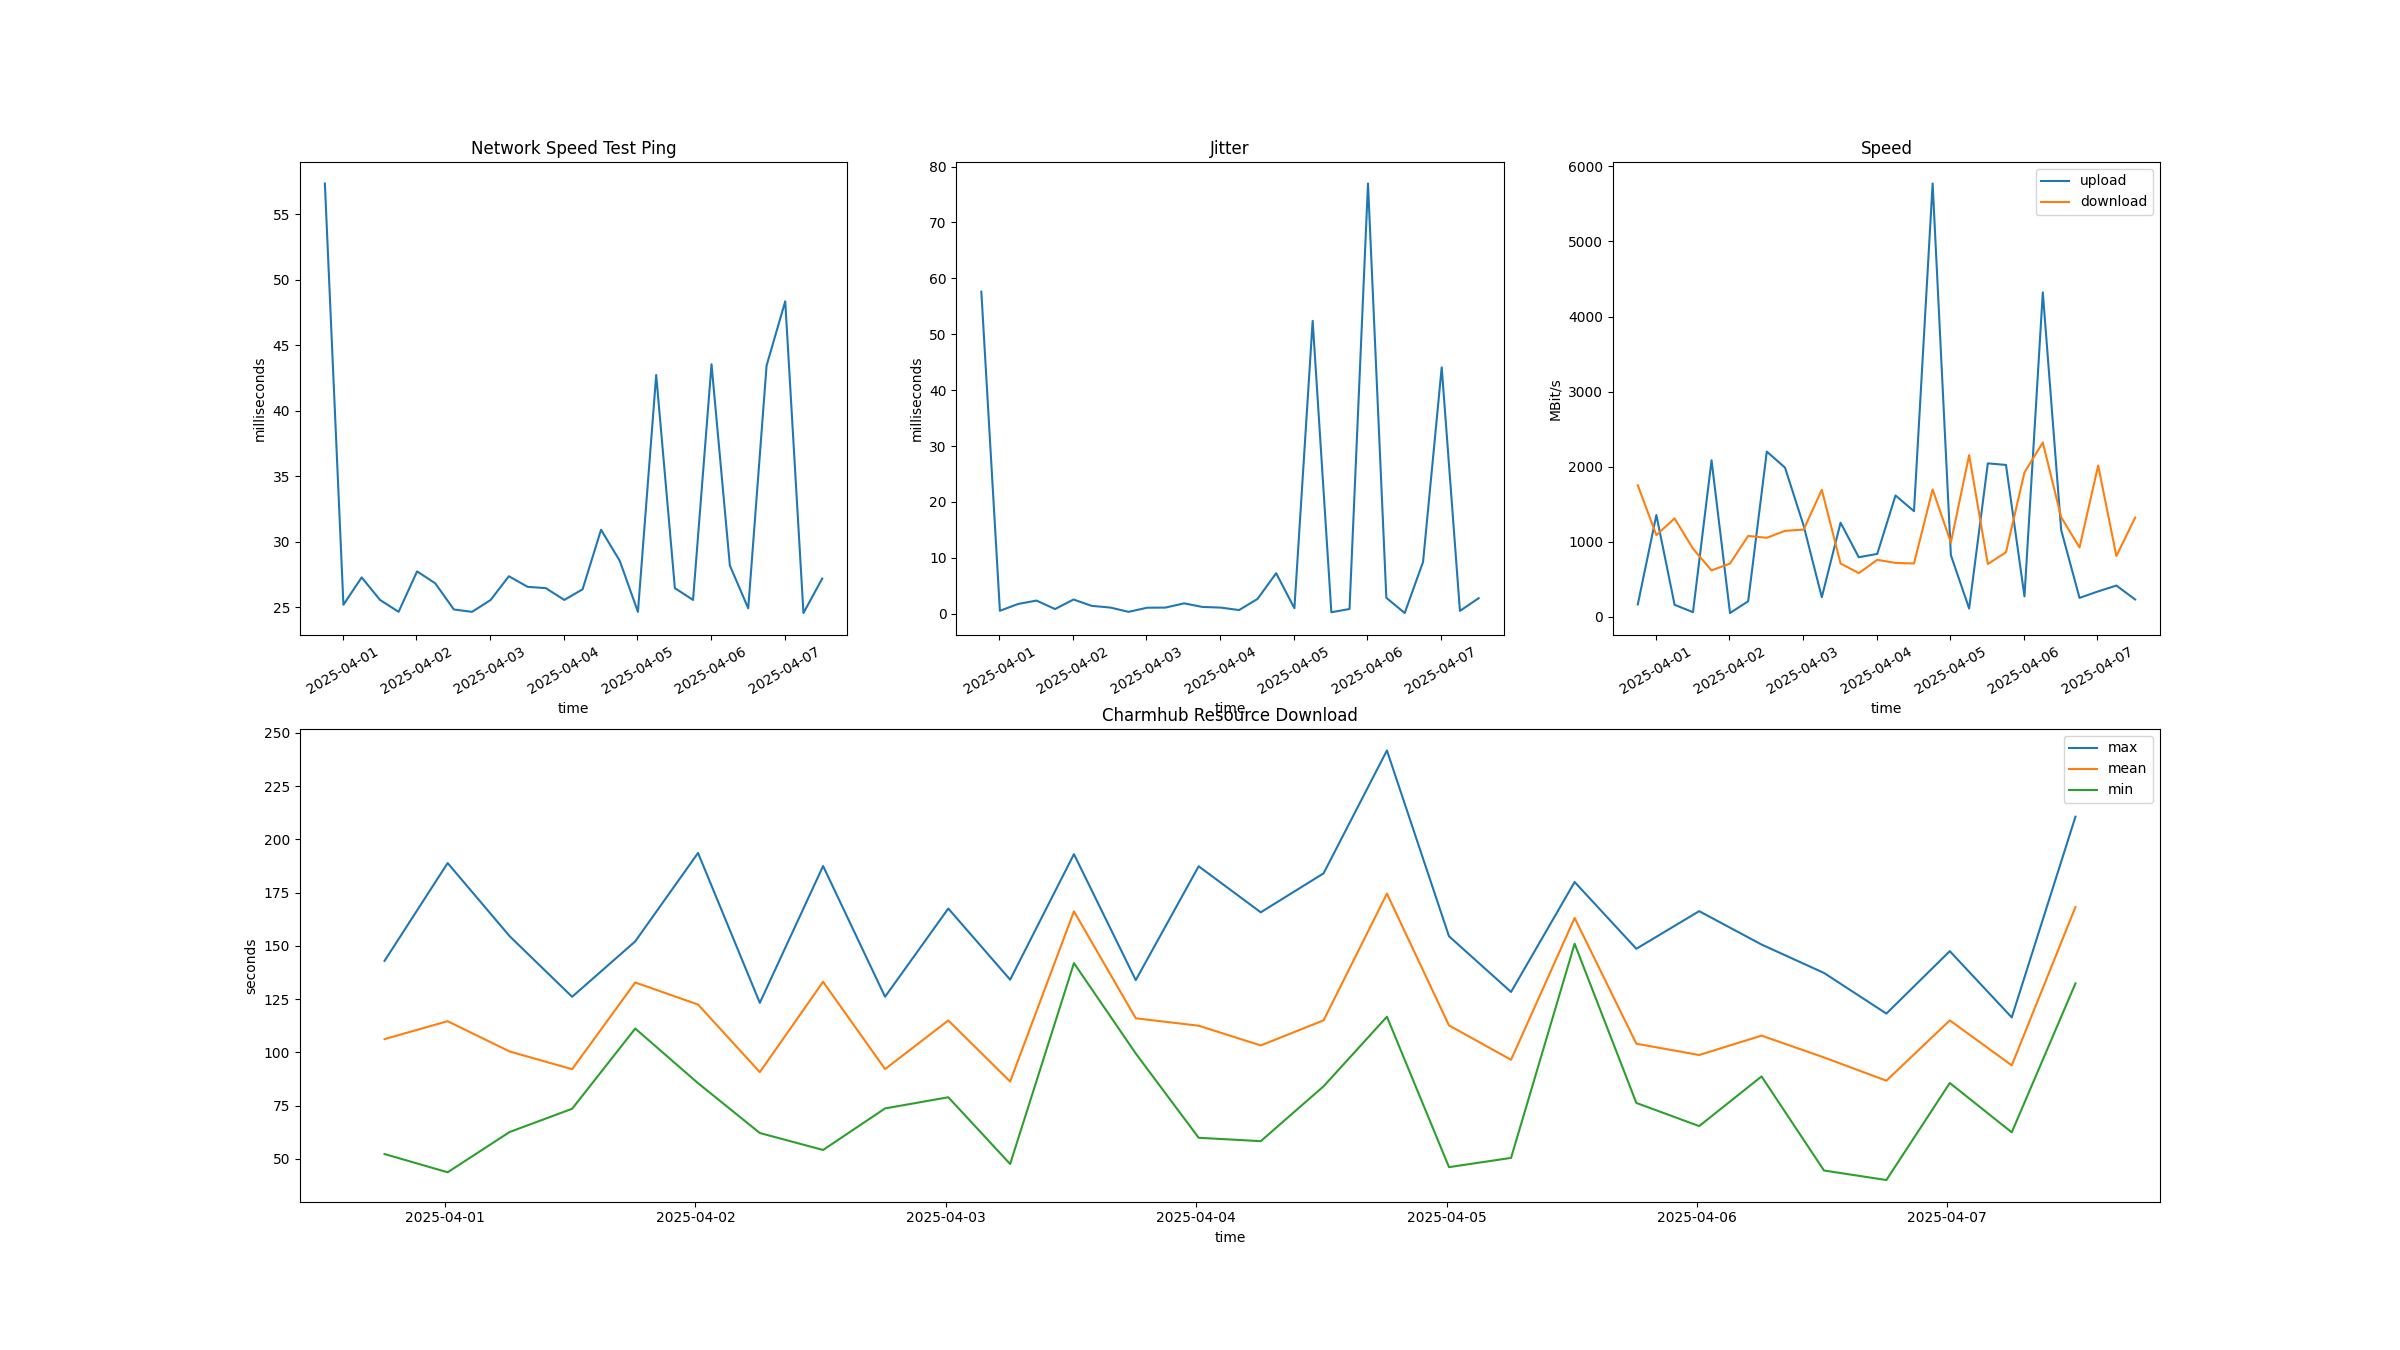 Network Speed Test Ping
55
50
45
40
35
30
25
milliseconds
2025-04-01 2025-04-02 2025-04-03 2025-04-04 2025-04-05 2025-04-06 2025-04-07
time
Jitter
80
70
60
50
40
30
20
10
0
milliseconds
2025-04-01 2025-04-02 2025-04-03 2025-04-04 2025-04-05 2025-04-06 2025-04-07
time
Speed
6000
5000
4000
3000
2000
1000
0
MBit/s
upload
download
2025-04-01 2025-04-02 2025-04-03 2025-04-04 2025-04-05 2025-04-06 2025-04-07
time
Charmhub Resource Download
250
225
200
175
150
125
100
75
50
seconds
max
mean
min
2025-04-01 2025-04-02 2025-04-03 2025-04-04 2025-04-05 2025-04-06 2025-04-07
time